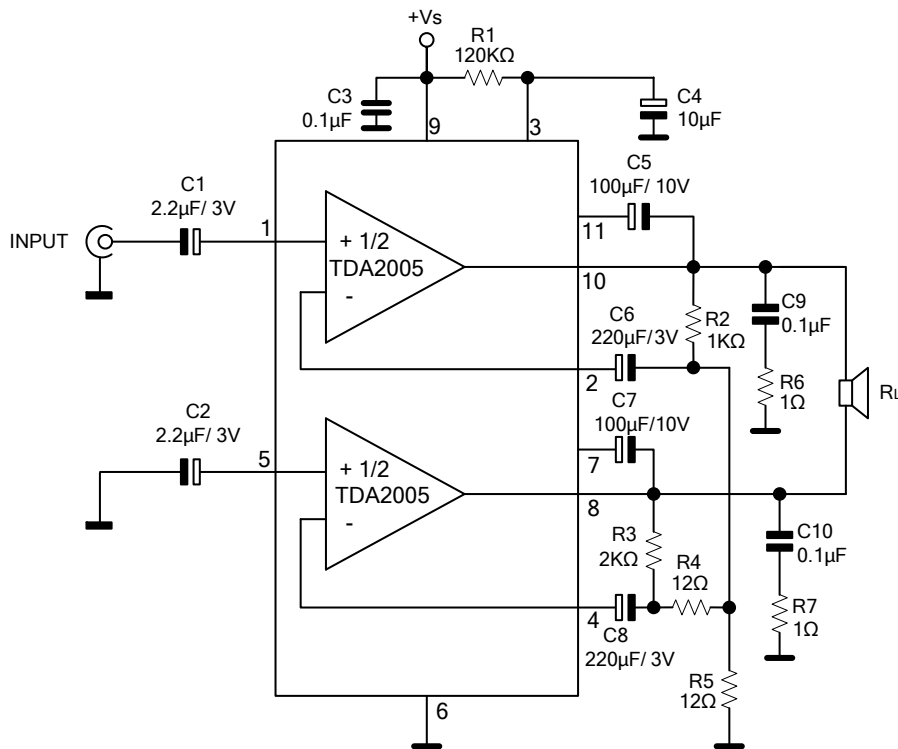 +Vs
R1
120KΩ
C3
0.1µF
9
3
C4
10µF
C5
100µF/ 10V
C1
2.2µF/ 3V
INPUT
1
11
+ 1/2
TDA2005
-
10
C9
0.1µF
R2
1KΩ
C6
220µF/3V
R6
1Ω
RL
2
C7
100µF/10V
C2
2.2µF/ 3V
5
7
+ 1/2
TDA2005
-
8
R3
2KΩ
R4
12Ω
C10
0.1µF
4
C8
220µF/ 3V
R7
1Ω
R5
12Ω
6